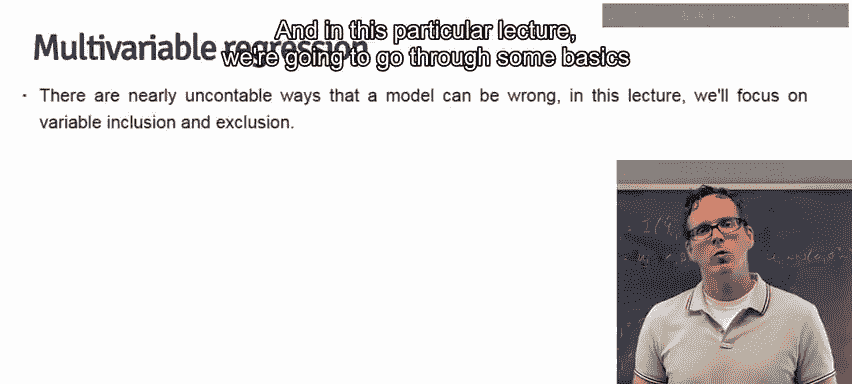 And in this particular lecture,
Multivariable regression
we're going to go through some basics
· There are nearly uncontable ways that a model can be wrong, in this lecture, we'll focus on
variable inclusion and exclusion.